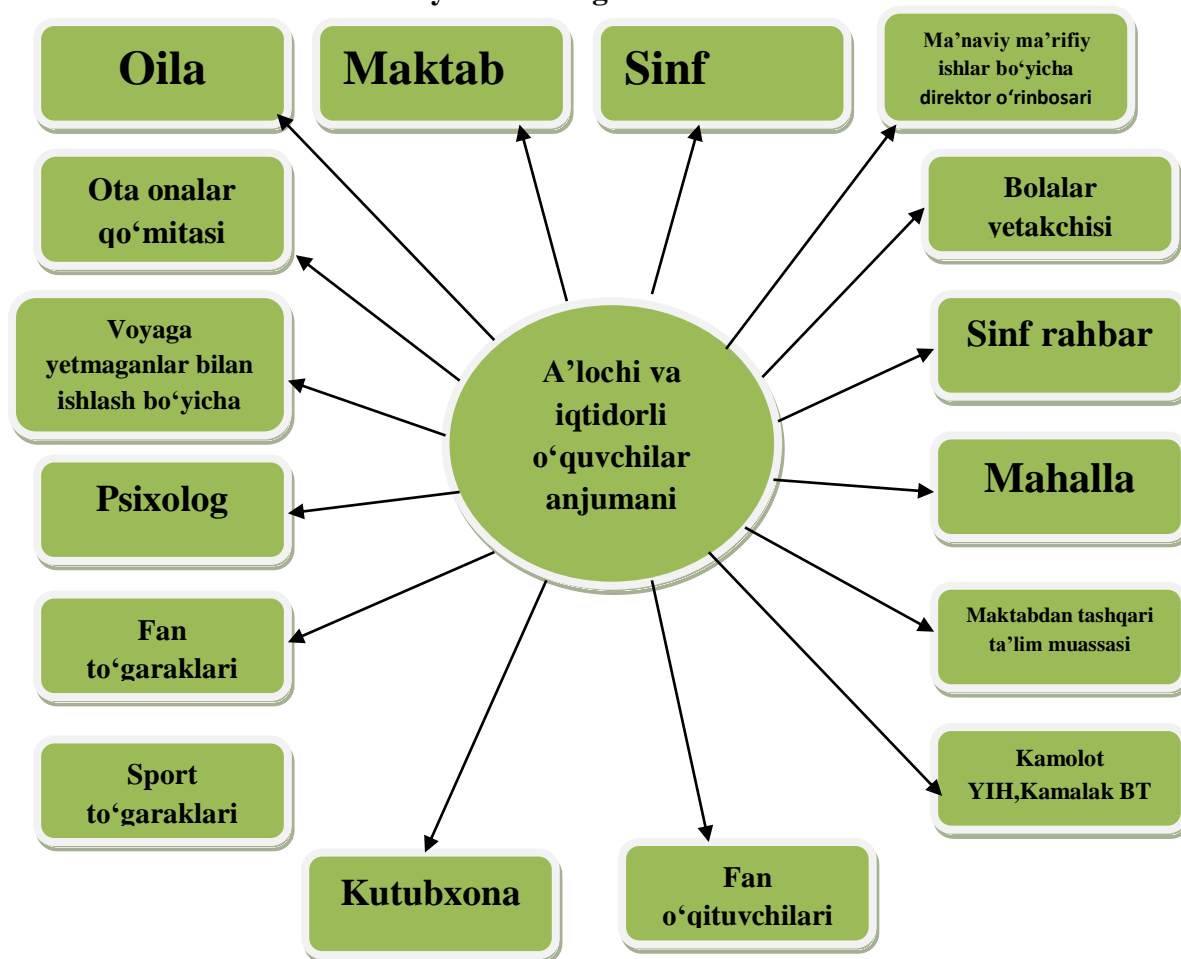 Oila
Maktab
Sinf
Ma’naviy ma’rifiy
ishlar bo‘yicha
direktor o‘rinbosari
Ota onalar
qo‘mitasi
Bolalar
yetakchisi
Voyaga
yetmaganlar bilan
ishlash bo‘yicha
Sinf rahbar
A’lochi va
iqtidorli
o‘quvchilar
anjumani
Psixolog
Mahalla
Fan
to‘garaklari
Maktabdan tashqari
ta’lim muassasi
Sport
to‘garaklari
Kamolot
YIH,Kamalak BT
Kutubxona
Fan
o‘qituvchilari